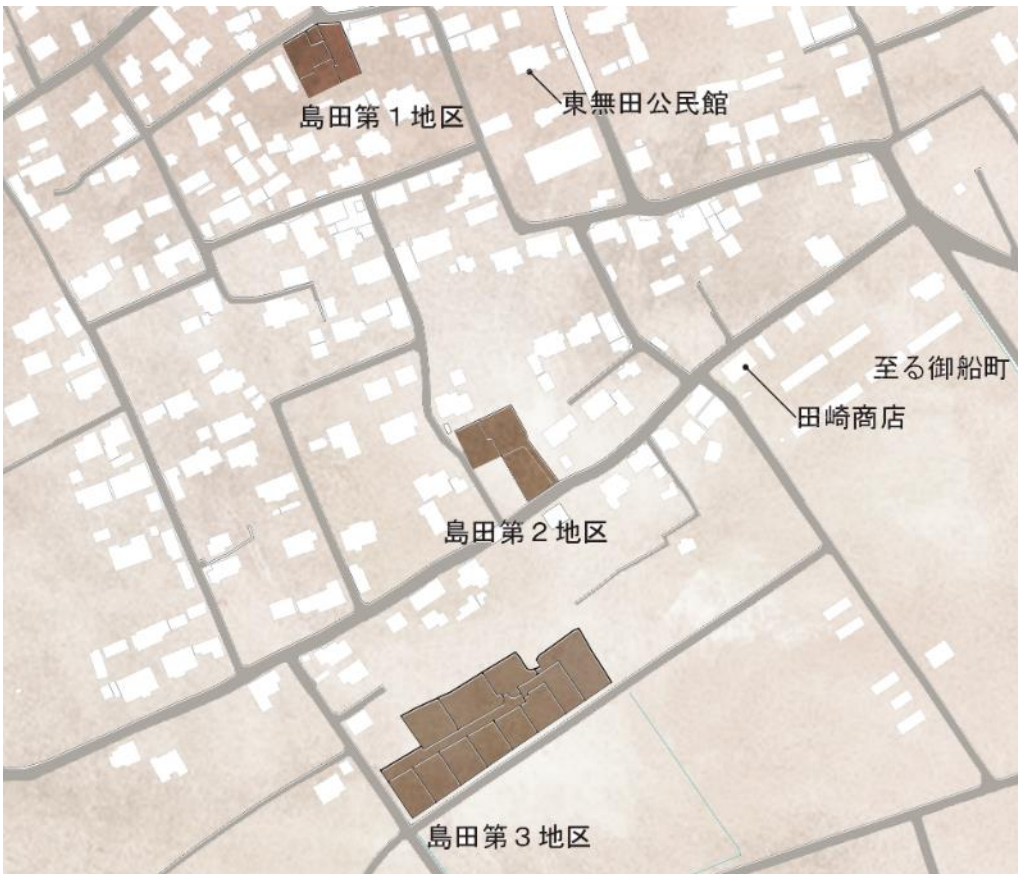 東無田公民館
島田第１地区
至る御船町
田崎商店
島田第２地区
島田第３地区